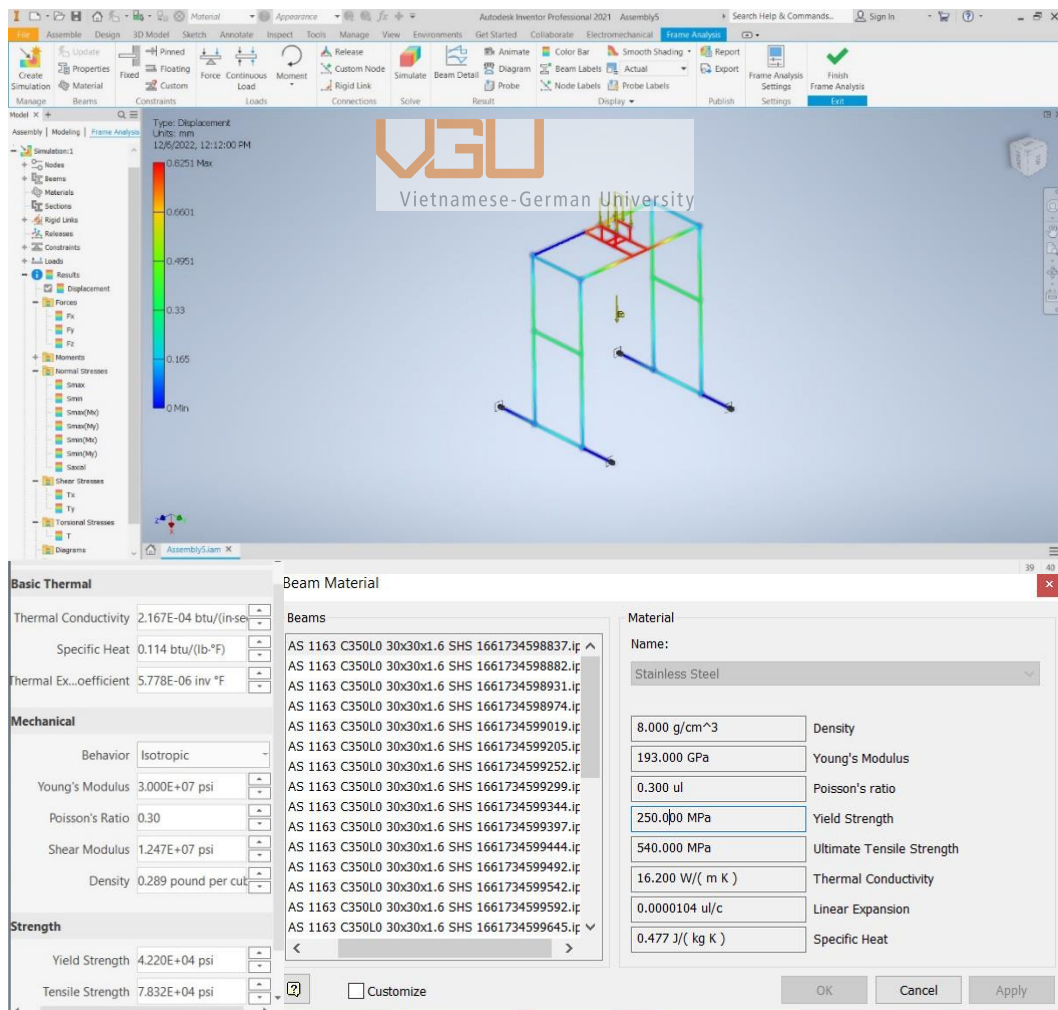 Material
Appearance
Autodesk Inventor Professional 2021 Assembly5
Search Help & Commands...
Sign In
File Assemble Design 3D Model Sketch Annotate Inspect Tools Manage View Environments Get Started Collaborate Electromechanical Frame Analysis
Update Pinned Release Animate Color Bar Smooth Shading Report
Properties Floating Custom Node Diagram Beam Labels Actual Export
Material Custom Rigid Link Probe Node Labels Probe Labels
Create Simulation Fixed Force Continuous Load Moment Simulate Beam Detail Frame Analysis Settings Finish Frame Analysis
Manage Beams Constraints Loads Connections Solve Result Display Publish Settings Exit
Model X +
Assembly | Modeling | Frame Analysis
Simulation:1
Nodes
Beams
Materials
Sections
Rigid Links
Releases
Constraints
Loads
Results
Displacement
Forces
Fx
Fy
Fz
Moments
Normal Stresses
Smax
Smin
Smax(Mx)
Smax(My)
Smin(Mx)
Smin(My)
Saxial
Shear Stresses
Tx
Ty
Torsional Stresses
T
Diagrams
Type: Displacement
Units: mm
12/6/2022, 12:12:00 PM
0.8251 Max
0.6601
0.4951
0.33
0.165
0 Min
VGU
Vietnamese-German University
Assembly5.iam X
39 40
Basic Thermal
Thermal Conductivity 2.167E-04 btu/(in·se
Specific Heat 0.114 btu/(lb·°F)
Thermal Ex...oefficient 5.778E-06 inv °F
Mechanical
Behavior Isotropic
Young's Modulus 3.000E+07 psi
Poisson's Ratio 0.30
Shear Modulus 1.247E+07 psi
Density 0.289 pound per cub
Strength
Yield Strength 4.220E+04 psi
Tensile Strength 7.832E+04 psi
Beam Material
Beams
AS 1163 C350L0 30x30x1.6 SHS 1661734598837.ip
AS 1163 C350L0 30x30x1.6 SHS 1661734598882.ip
AS 1163 C350L0 30x30x1.6 SHS 1661734598931.ip
AS 1163 C350L0 30x30x1.6 SHS 1661734598974.ip
AS 1163 C350L0 30x30x1.6 SHS 1661734599019.ip
AS 1163 C350L0 30x30x1.6 SHS 1661734599205.ip
AS 1163 C350L0 30x30x1.6 SHS 1661734599252.ip
AS 1163 C350L0 30x30x1.6 SHS 1661734599299.ip
AS 1163 C350L0 30x30x1.6 SHS 1661734599344.ip
AS 1163 C350L0 30x30x1.6 SHS 1661734599397.ip
AS 1163 C350L0 30x30x1.6 SHS 1661734599444.ip
AS 1163 C350L0 30x30x1.6 SHS 1661734599492.ip
AS 1163 C350L0 30x30x1.6 SHS 1661734599542.ip
AS 1163 C350L0 30x30x1.6 SHS 1661734599592.ip
AS 1163 C350L0 30x30x1.6 SHS 1661734599645.ip
Customize
Material
Name:
Stainless Steel
8.000 g/cm^3 Density
193.000 GPa Young's Modulus
0.300 ul Poisson's ratio
250.000 MPa Yield Strength
540.000 MPa Ultimate Tensile Strength
16.200 W/( m K ) Thermal Conductivity
0.0000104 ul/c Linear Expansion
0.477 J/( kg K ) Specific Heat
OK Cancel Apply